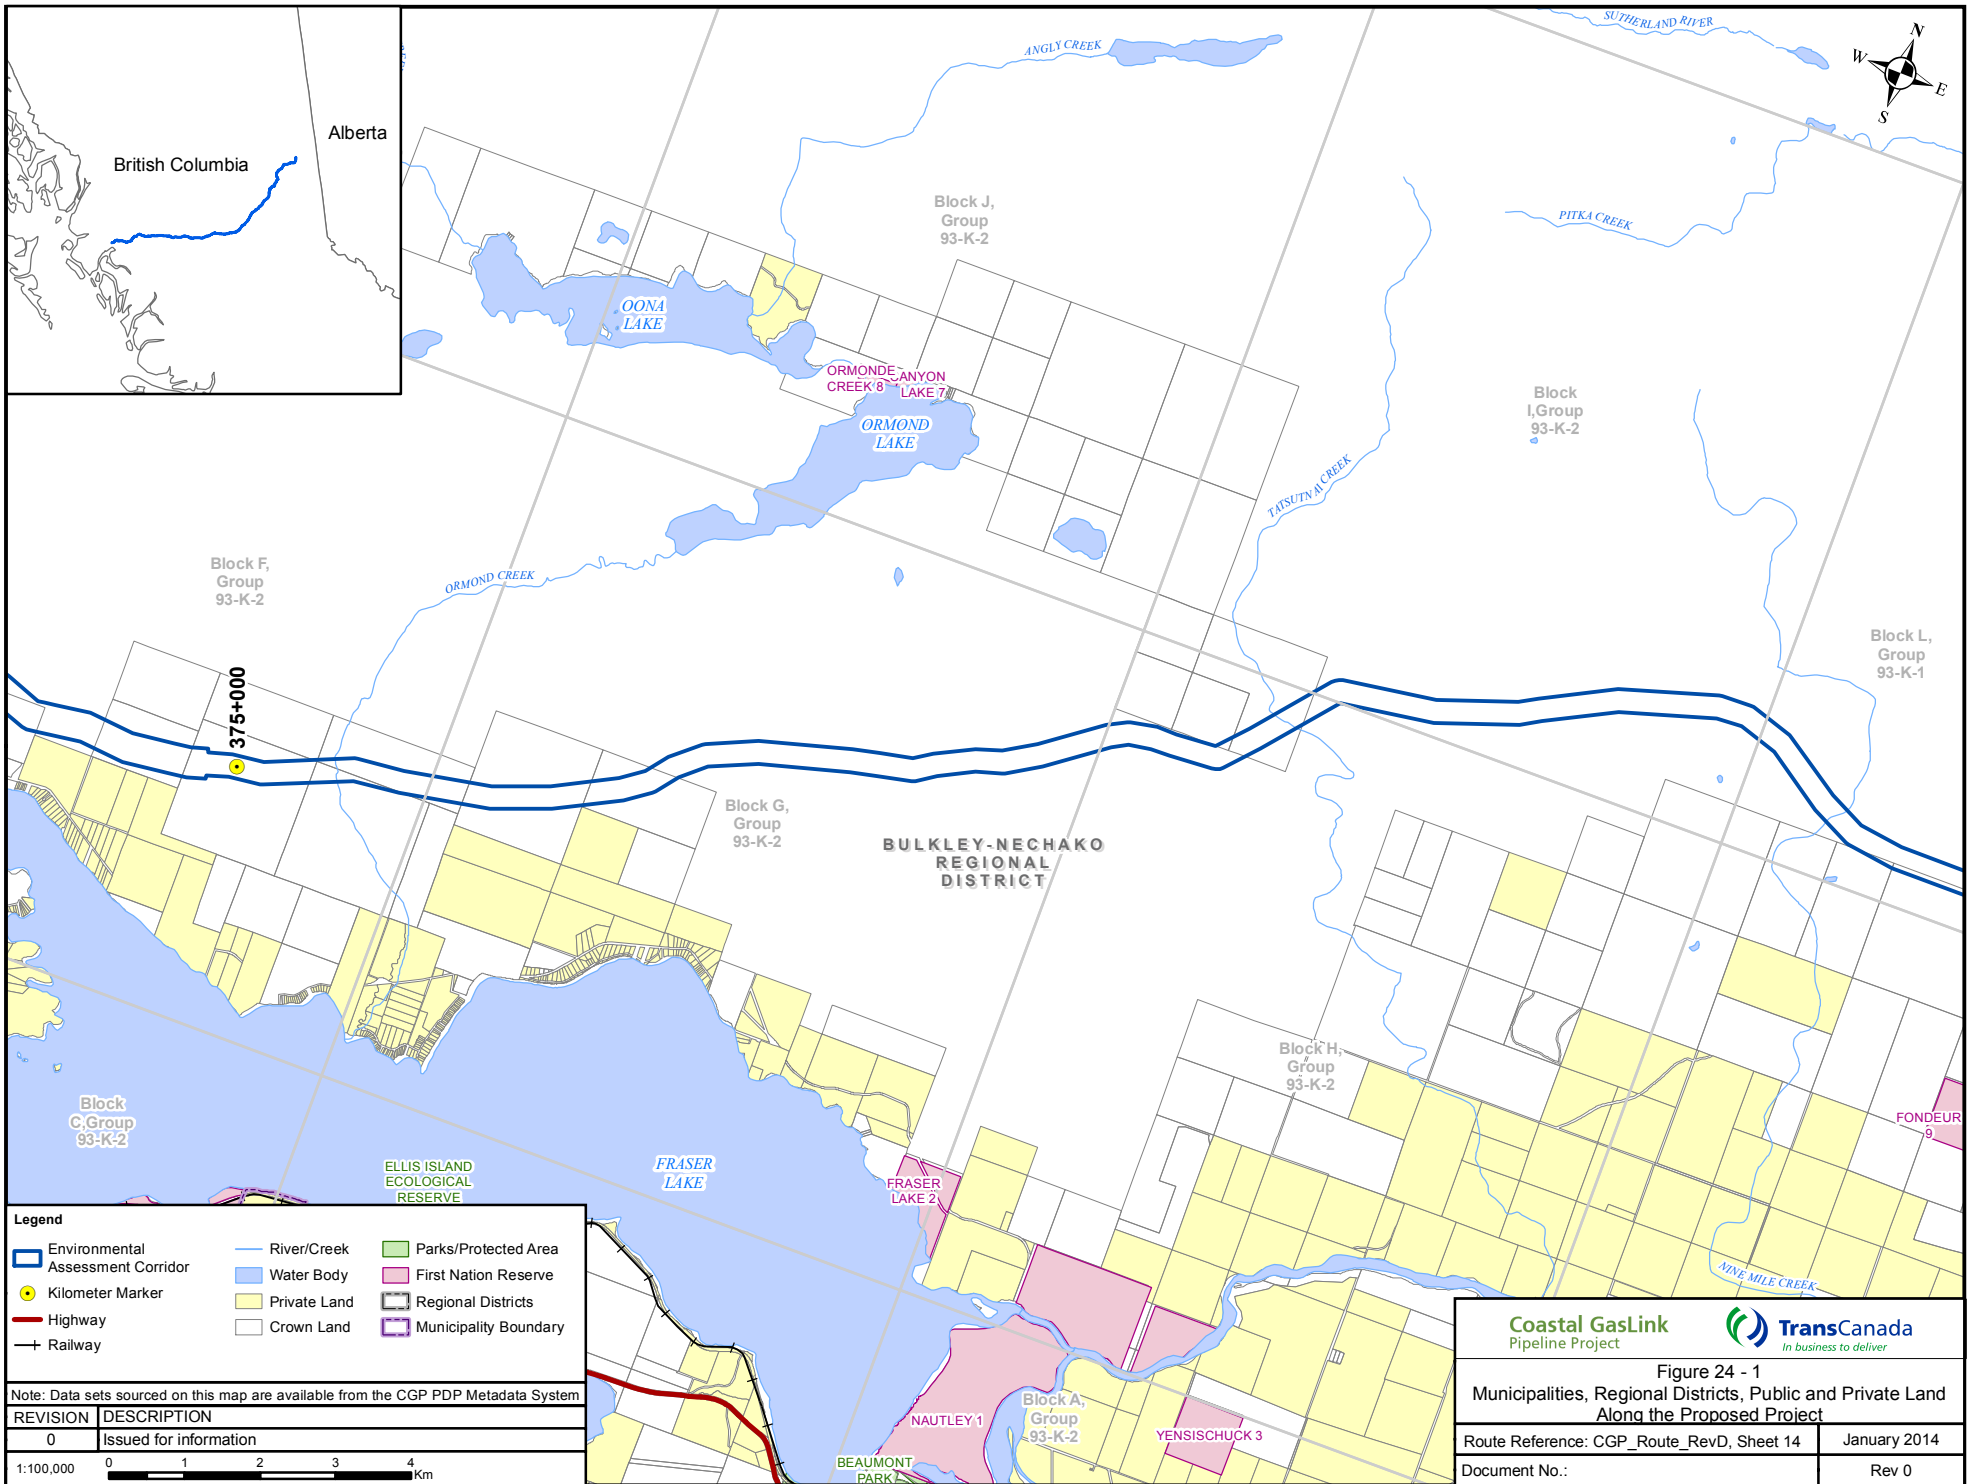 British Columbia
Alberta
ANGLY CREEK
SUTHERLAND RIVER
N
W
E
S
PITKA CREEK
Block J,
Group
93-K-2
OONA
LAKE
ORMONDE
CREEK 8
CANYON
LAKE 7
ORMOND
LAKE
Block
I,Group
93-K-2
TATSUTNAI CREEK
ORMOND CREEK
Block F,
Group
93-K-2
Block L,
Group
93-K-1
375+000
Block G,
Group
93-K-2
BULKLEY-NECHAKO
REGIONAL
DISTRICT
Block H,
Group
93-K-2
Block
C,Group
93-K-2
FONDEUR
9
ELLIS ISLAND
ECOLOGICAL
RESERVE
FRASER
LAKE
FRASER
LAKE 2
NINE MILE CREEK
NAUTLEY 1
Block A,
Group
93-K-2
YENSISCHUCK 3
BEAUMONT
PARK
Legend
Environmental
Assessment Corridor
Kilometer Marker
Highway
Railway
River/Creek
Water Body
Private Land
Crown Land
Parks/Protected Area
First Nation Reserve
Regional Districts
Municipality Boundary
Note: Data sets sourced on this map are available from the CGP PDP Metadata System
REVISION DESCRIPTION
0 Issued for information
1:100,000 0 1 2 3 4 Km
Coastal GasLink
Pipeline Project
TransCanada
In business to deliver
Figure 24 - 1
Municipalities, Regional Districts, Public and Private Land
Along the Proposed Project
Route Reference: CGP_Route_RevD, Sheet 14
January 2014
Document No.:
Rev 0